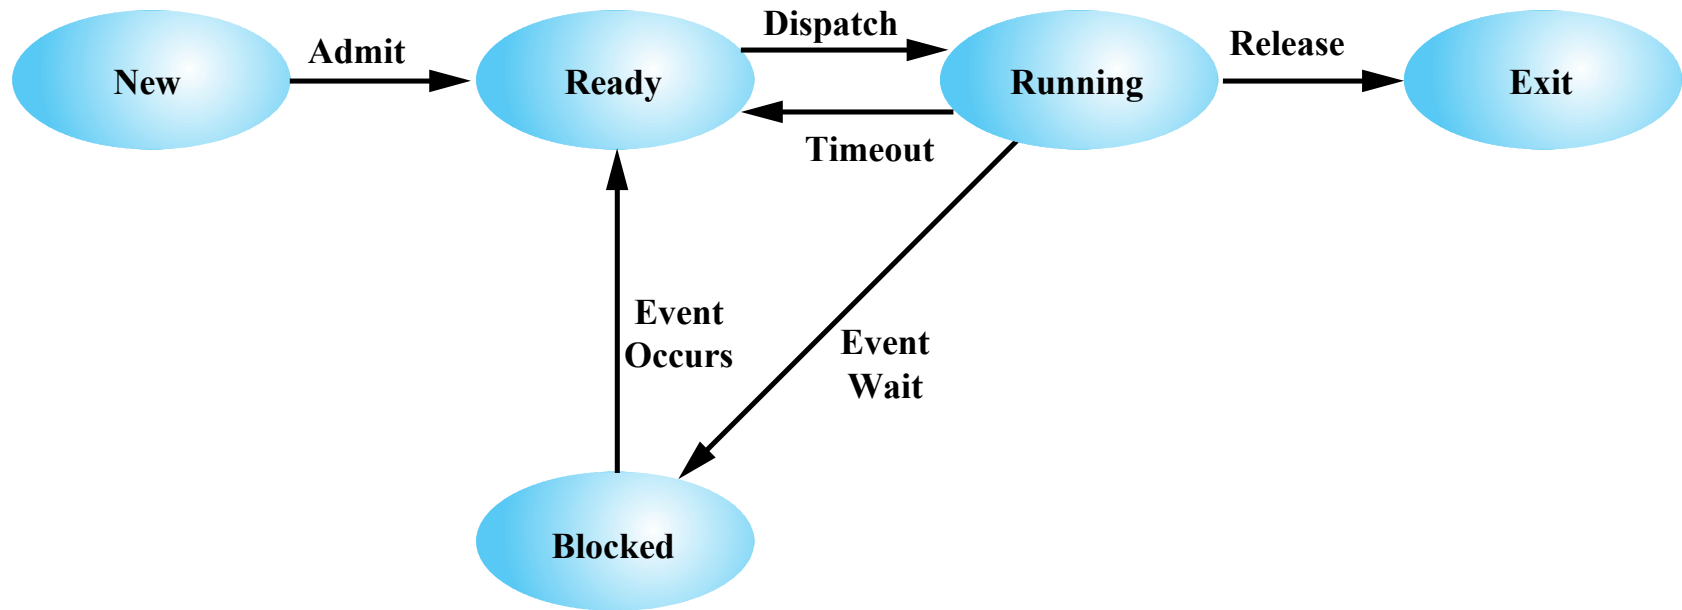 Dispatch
Admit
Release
New
Ready
Running
Exit
Timeout
Event
Occurs
Event
Wait
Blocked